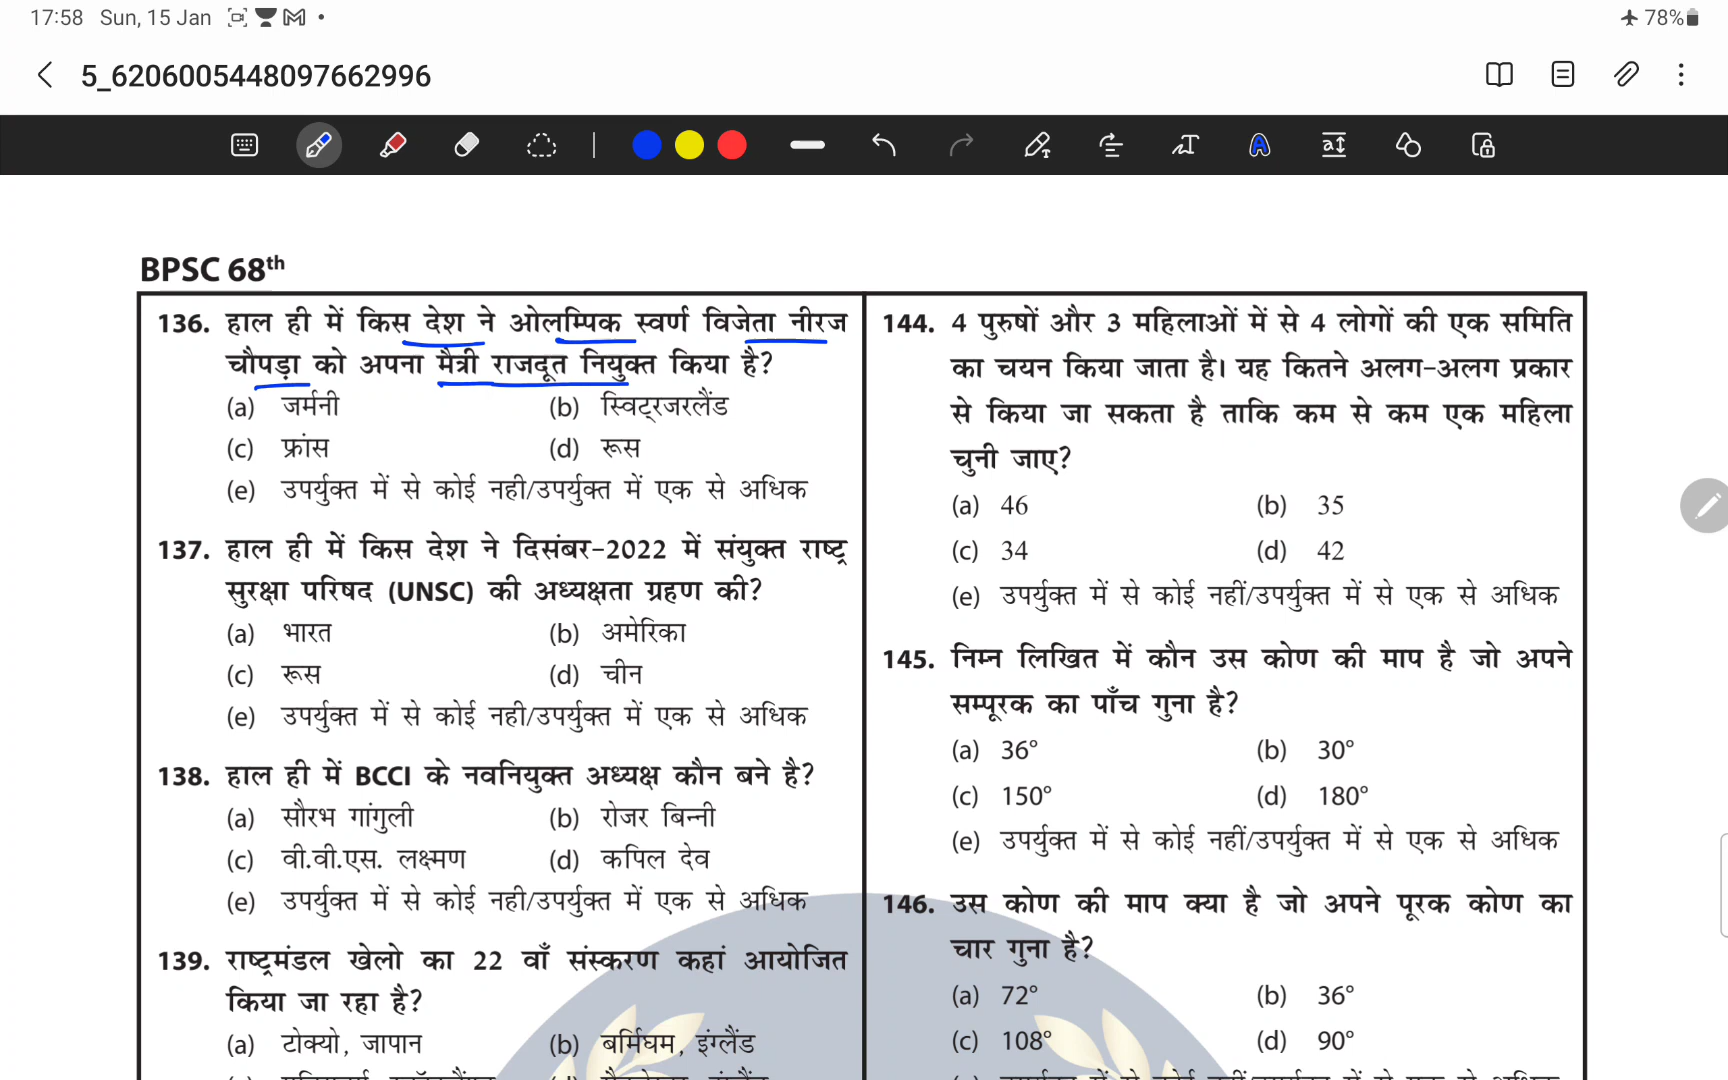 17:58 Sun, 15 Jan
78%
5_6206005448097662996
BPSC 68th
136. हाल ही में किस देश ने ओलम्पिक स्वर्ण विजेता नीरज
चौपड़ा को अपना मैत्री राजदूत नियुक्त किया है?
(a) जर्मनी (b) स्विट्रजरलैंड
(c) फ्रांस (d) रूस
(e) उपर्युक्त में से कोई नही/उपर्युक्त में एक से अधिक
137. हाल ही में किस देश ने दिसंबर-2022 में संयुक्त राष्ट्र
सुरक्षा परिषद (UNSC) की अध्यक्षता ग्रहण की?
(a) भारत (b) अमेरिका
(c) रूस (d) चीन
(e) उपर्युक्त में से कोई नही/उपर्युक्त में एक से अधिक
138. हाल ही में BCCI के नवनियुक्त अध्यक्ष कौन बने है?
(a) सौरभ गांगुली (b) रोजर बिन्नी
(c) वी.वी.एस. लक्ष्मण (d) कपिल देव
(e) उपर्युक्त में से कोई नही/उपर्युक्त में एक से अधिक
139. राष्ट्रमंडल खेलो का 22 वाँ संस्करण कहां आयोजित
किया जा रहा है?
(a) टोक्यो, जापान (b) बर्मिघम, इंग्लैंड
144. 4 पुरुषों और 3 महिलाओं में से 4 लोगों की एक समिति
का चयन किया जाता है। यह कितने अलग-अलग प्रकार
से किया जा सकता है ताकि कम से कम एक महिला
चुनी जाए?
(a) 46 (b) 35
(c) 34 (d) 42
(e) उपर्युक्त में से कोई नहीं/उपर्युक्त में से एक से अधिक
145. निम्न लिखित में कौन उस कोण की माप है जो अपने
सम्पूरक का पाँच गुना है?
(a) 36° (b) 30°
(c) 150° (d) 180°
(e) उपर्युक्त में से कोई नहीं/उपर्युक्त में से एक से अधिक
146. उस कोण की माप क्या है जो अपने पूरक कोण का
चार गुना है?
(a) 72° (b) 36°
(c) 108° (d) 90°